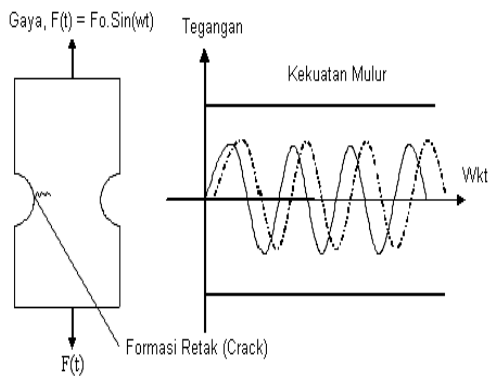 Gaya, F(t) = Fo.Sin(wt)
Tegangan
Kekuatan Mulur
Wkt
Formasi Retak (Crack)
F(t)